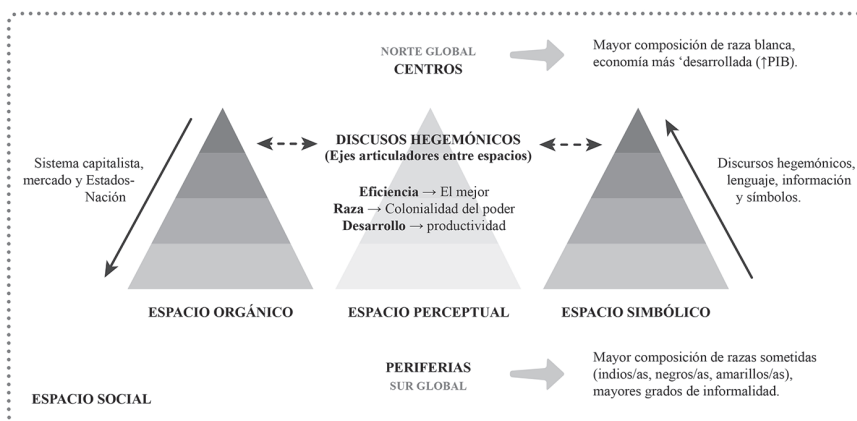 NORTE GLOBAL
CENTROS
Mayor composición de raza blanca,
economía más ‘desarrollada (↑PIB).
Sistema capitalista,
mercado y Estados-
Nación
DISCUSOS HEGEMÓNICOS
(Ejes articuladores entre espacios)
Eficiencia → El mejor
Raza → Colonialidad del poder
Desarrollo → productividad
Discursos hegemónicos,
lenguaje, información
y símbolos.
ESPACIO ORGÁNICO
ESPACIO PERCEPTUAL
ESPACIO SIMBÓLICO
PERIFERIAS
SUR GLOBAL
Mayor composición de razas sometidas
(indios/as, negros/as, amarillos/as),
mayores grados de informalidad.
ESPACIO SOCIAL